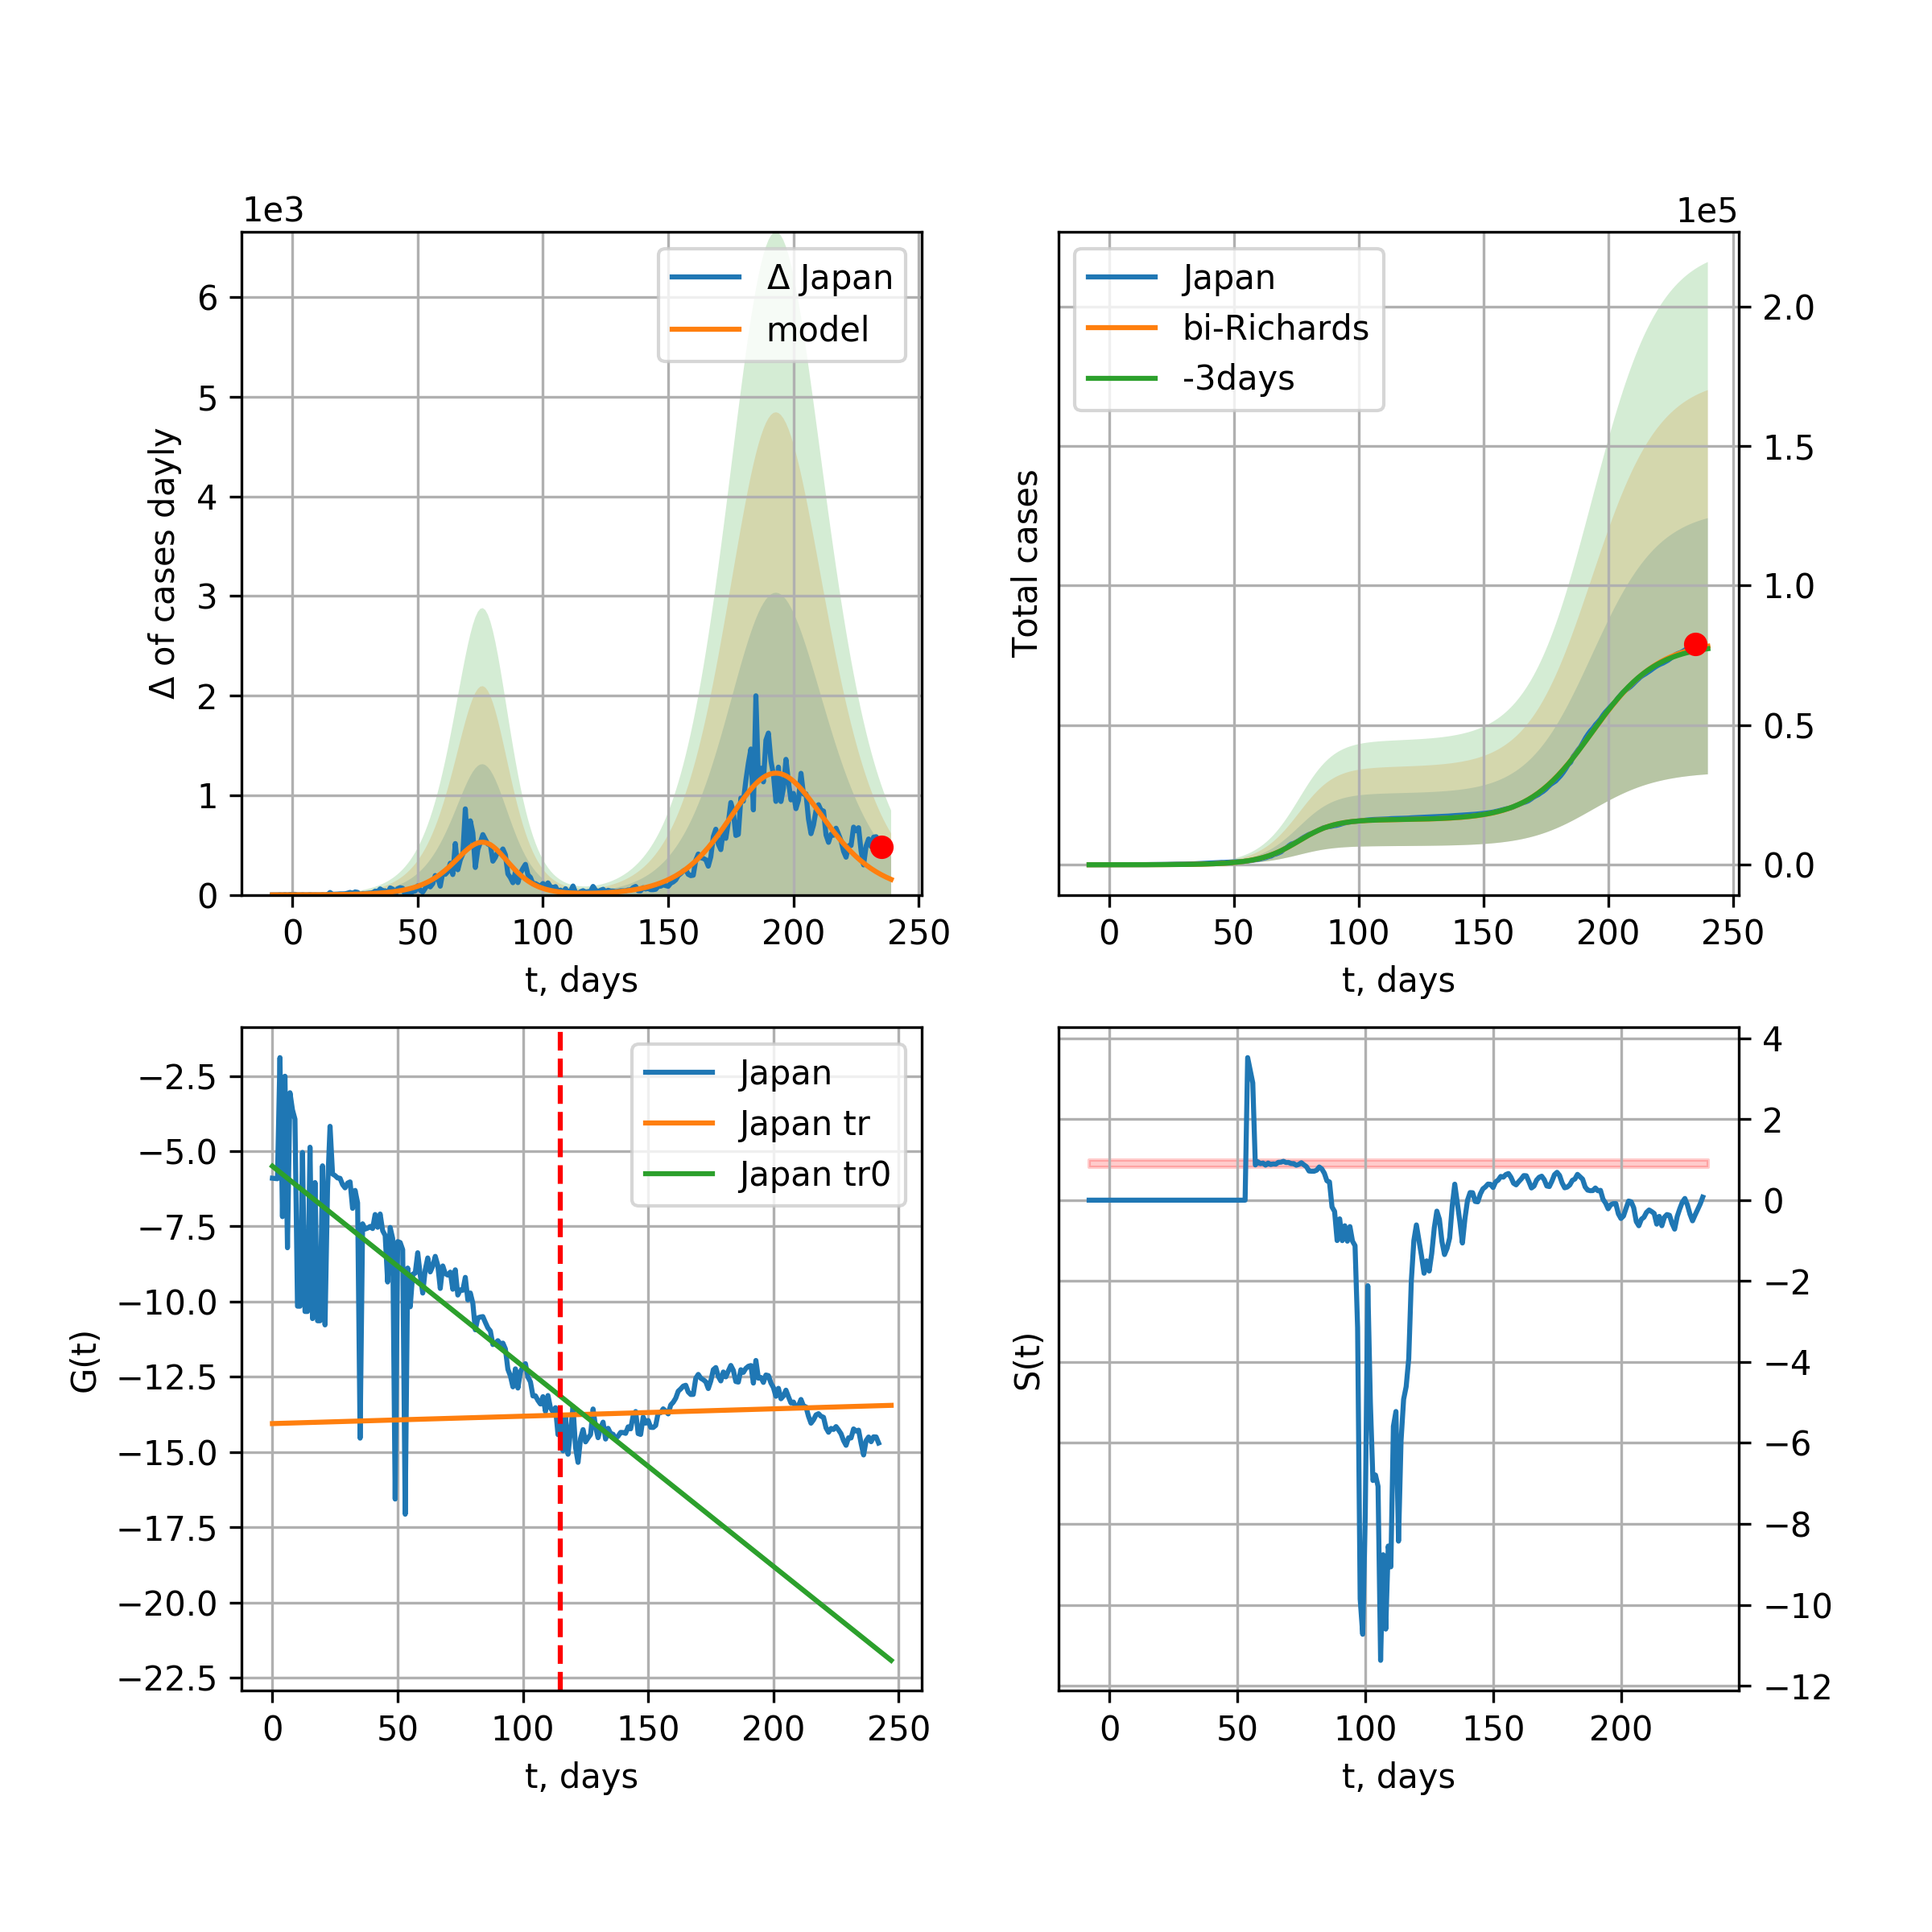 1e3
Δ of cases dayly
6
5
4
3
2
1
0
0 50 100 150 200 250
t, days
Δ Japan
model
1e5
Total cases
2.0
1.5
1.0
0.5
0.0
0 50 100 150 200 250
t, days
Japan
bi-Richards
-3days
G(t)
−2.5
−5.0
−7.5
−10.0
−12.5
−15.0
−17.5
−20.0
−22.5
0 50 100 150 200 250
t, days
Japan
Japan tr
Japan tr0
S(t)
4
2
0
−2
−4
−6
−8
−10
−12
0 50 100 150 200
t, days